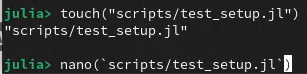 julia> touch("scripts/test_setup.jl")
"scripts/test_setup.jl"
julia> nano(`scripts/test_setup.jl`)